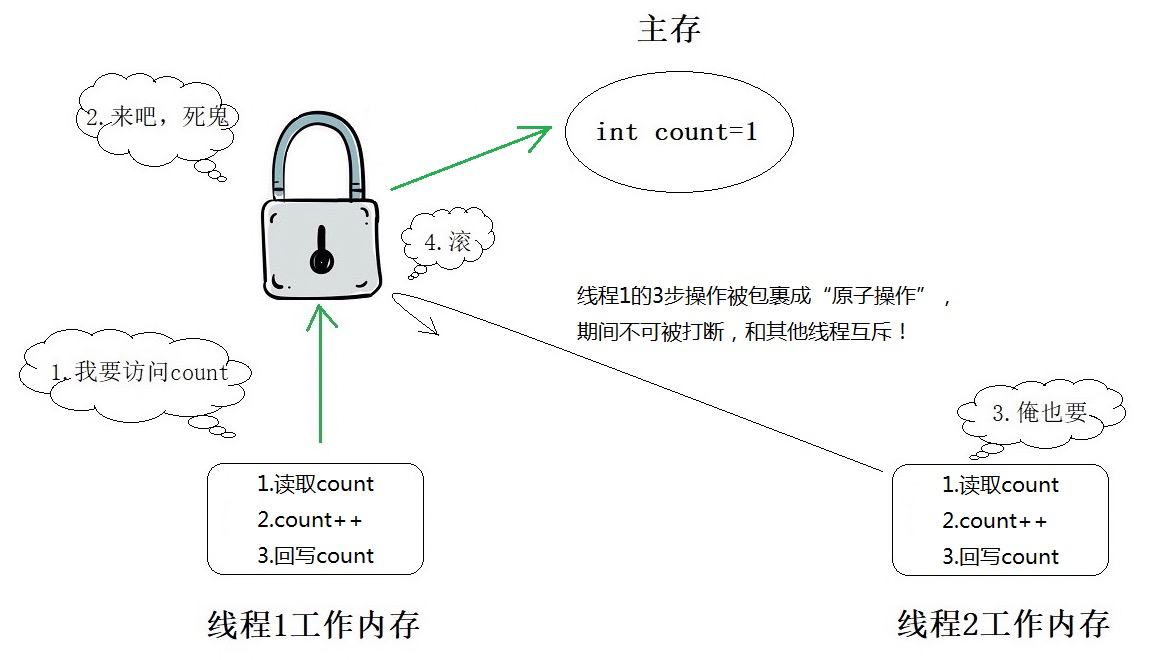 主存
int count=1
2.来吧，死鬼
4.滚
线程1的3步操作被包裹成“原子操作”，
期间不可被打断，和其他线程互斥！
1.我要访问count
3.俺也要
1.读取count
2.count++
3.回写count
线程1工作内存
1.读取count
2.count++
3.回写count
线程2工作内存